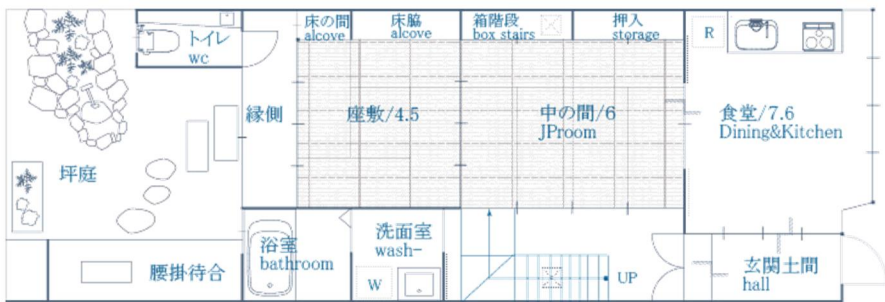 トイレ
WC
床の間
alcove
床脇
alcove
箱階段
box stairs
押入
storage
R
縁側
座敷/4.5
中の間/6
JProom
食堂/7.6
Dining&Kitchen
坪庭
腰掛待合
浴室
bathroom
洗面室
wash-
W
UP
玄関土間
hall